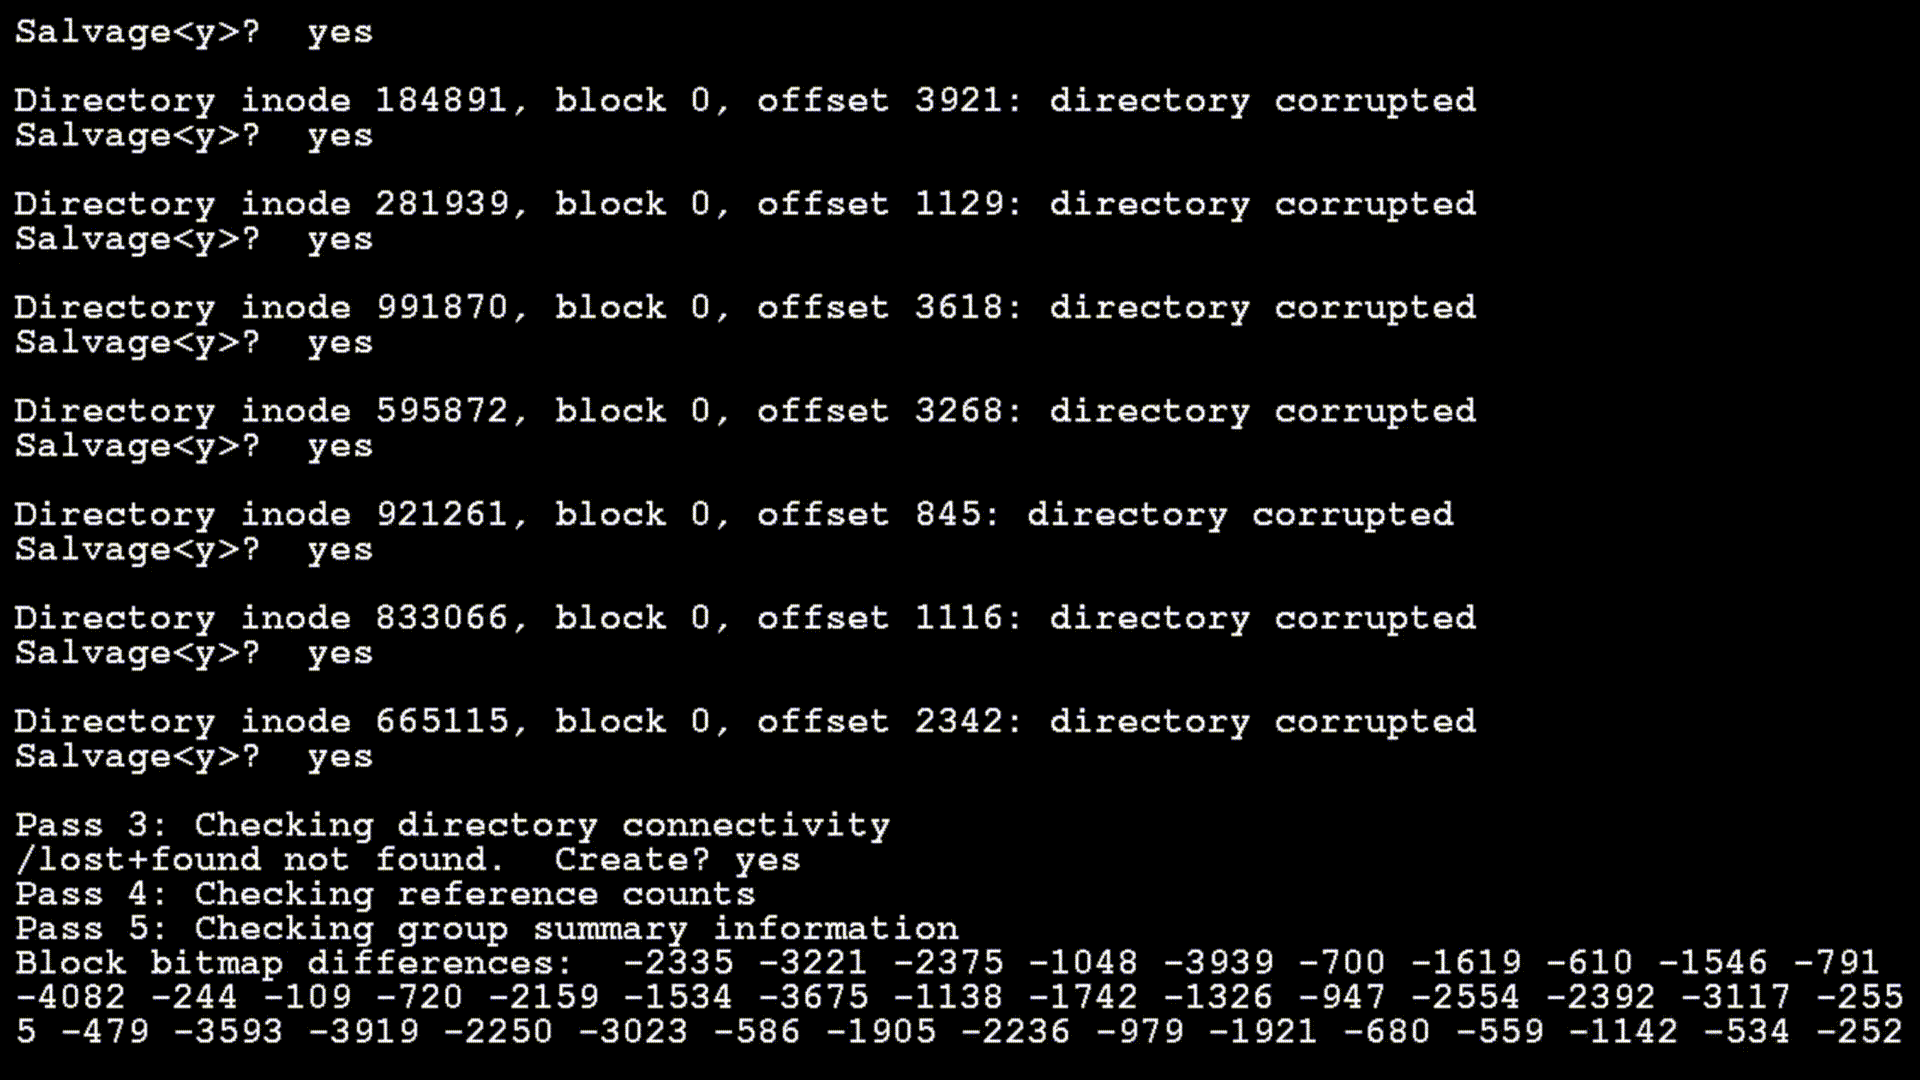 Salvage<y>?  yes
Directory inode 184891, block 0, offset 3921: directory corrupted
Salvage<y>?  yes
Directory inode 281939, block 0, offset 1129: directory corrupted
Salvage<y>?  yes
Directory inode 991870, block 0, offset 3618: directory corrupted
Salvage<y>?  yes
Directory inode 595872, block 0, offset 3268: directory corrupted
Salvage<y>?  yes
Directory inode 921261, block 0, offset 845: directory corrupted
Salvage<y>?  yes
Directory inode 833066, block 0, offset 1116: directory corrupted
Salvage<y>?  yes
Directory inode 665115, block 0, offset 2342: directory corrupted
Salvage<y>?  yes
Pass 3: Checking directory connectivity
/lost+found not found.  Create? yes
Pass 4: Checking reference counts
Pass 5: Checking group summary information
Block bitmap differences:  -2335 -3221 -2375 -1048 -3939 -700 -1619 -610 -1546 -791
-4082 -244 -109 -720 -2159 -1534 -3675 -1138 -1742 -1326 -947 -2554 -2392 -3117 -255
5 -479 -3593 -3919 -2250 -3023 -586 -1905 -2236 -979 -1921 -680 -559 -1142 -534 -252